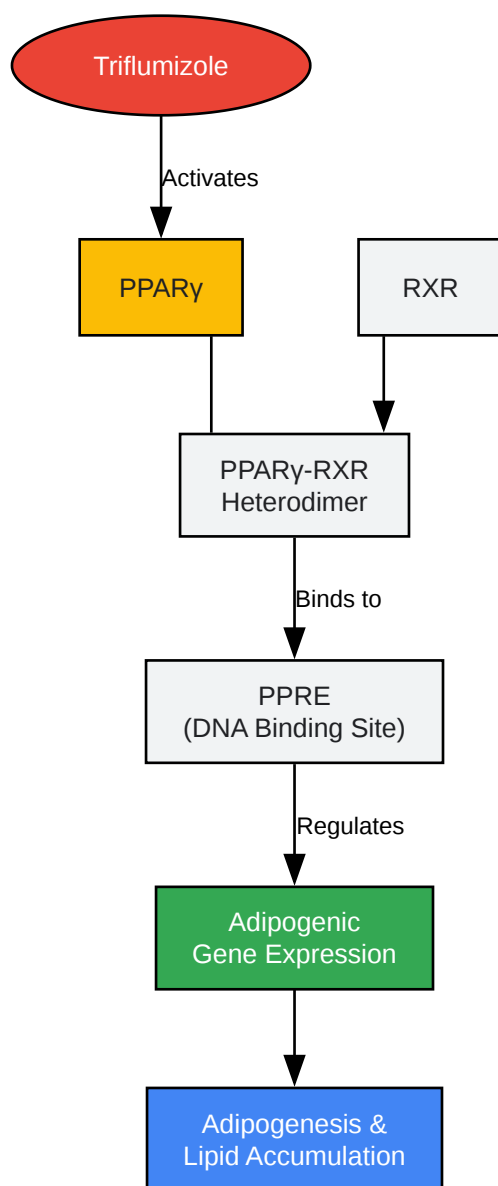 Triflumizole
Activates
PPARγ
RXR
PPARγ-RXR
Heterodimer
Binds to
PPRE
(DNA Binding Site)
Regulates
Adipogenic
Gene Expression
Adipogenesis &
Lipid Accumulation